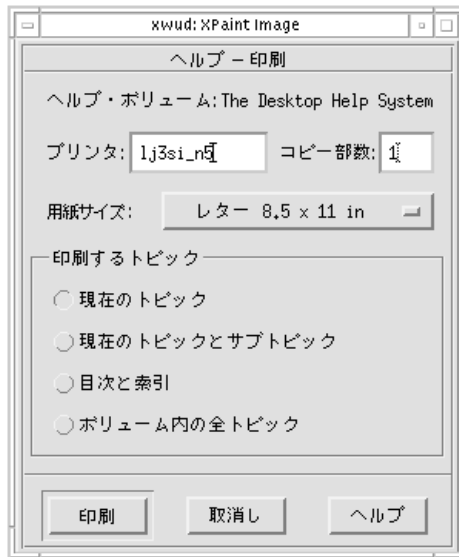 xwud: XPaint Image
ヘルプ - 印刷
ヘルプ・ボリューム:The Desktop Help System
プリンタ: lj3si_n5 コピー部数: 1
用紙サイズ: レター 8.5 x 11 in
印刷するトピック
現在のトピック
現在のトピックとサブトピック
目次と索引
ボリューム内の全トピック
印刷 取消し ヘルプ